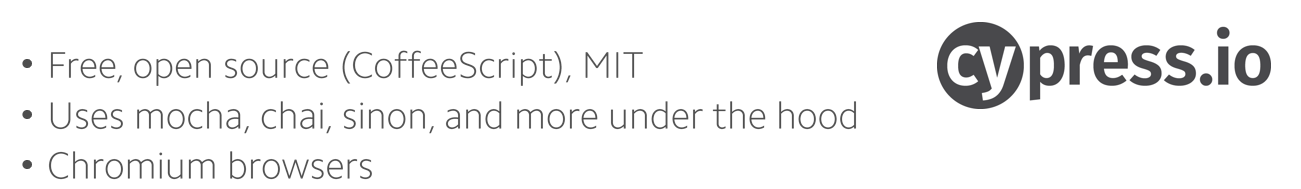 • Free, open source (CoffeeScript), MIT
• Uses mocha, chai, sinon, and more under the hood
• Chromium browsers
cypress.io